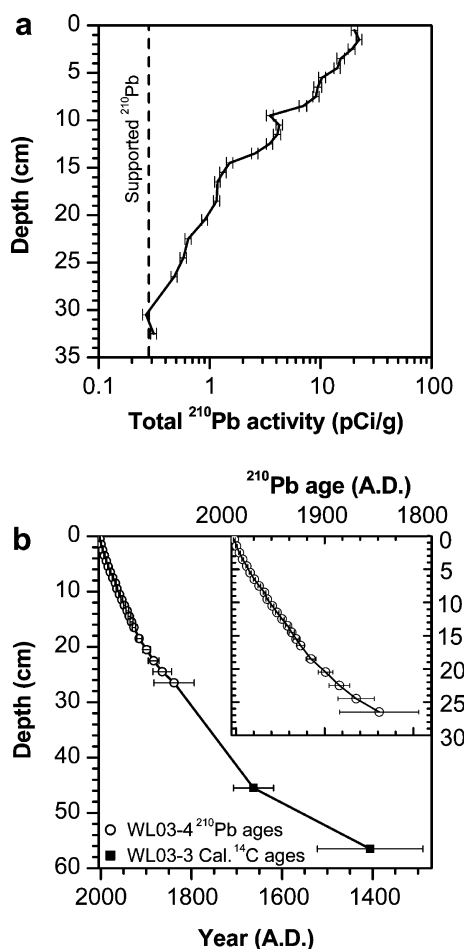 a
0
5
10
15
20
25
30
35
Depth (cm)
Supported ²¹⁰Pb
0.1 1 10 100
Total ²¹⁰Pb activity (pCi/g)
²¹⁰Pb age (A.D.)
2000 1900 1800
b
0
10
20
30
40
50
60
Depth (cm)
0
5
10
15
20
25
30
WL03-4 ²¹⁰Pb ages
WL03-3 Cal. ¹⁴C ages
2000 1800 1600 1400
Year (A.D.)